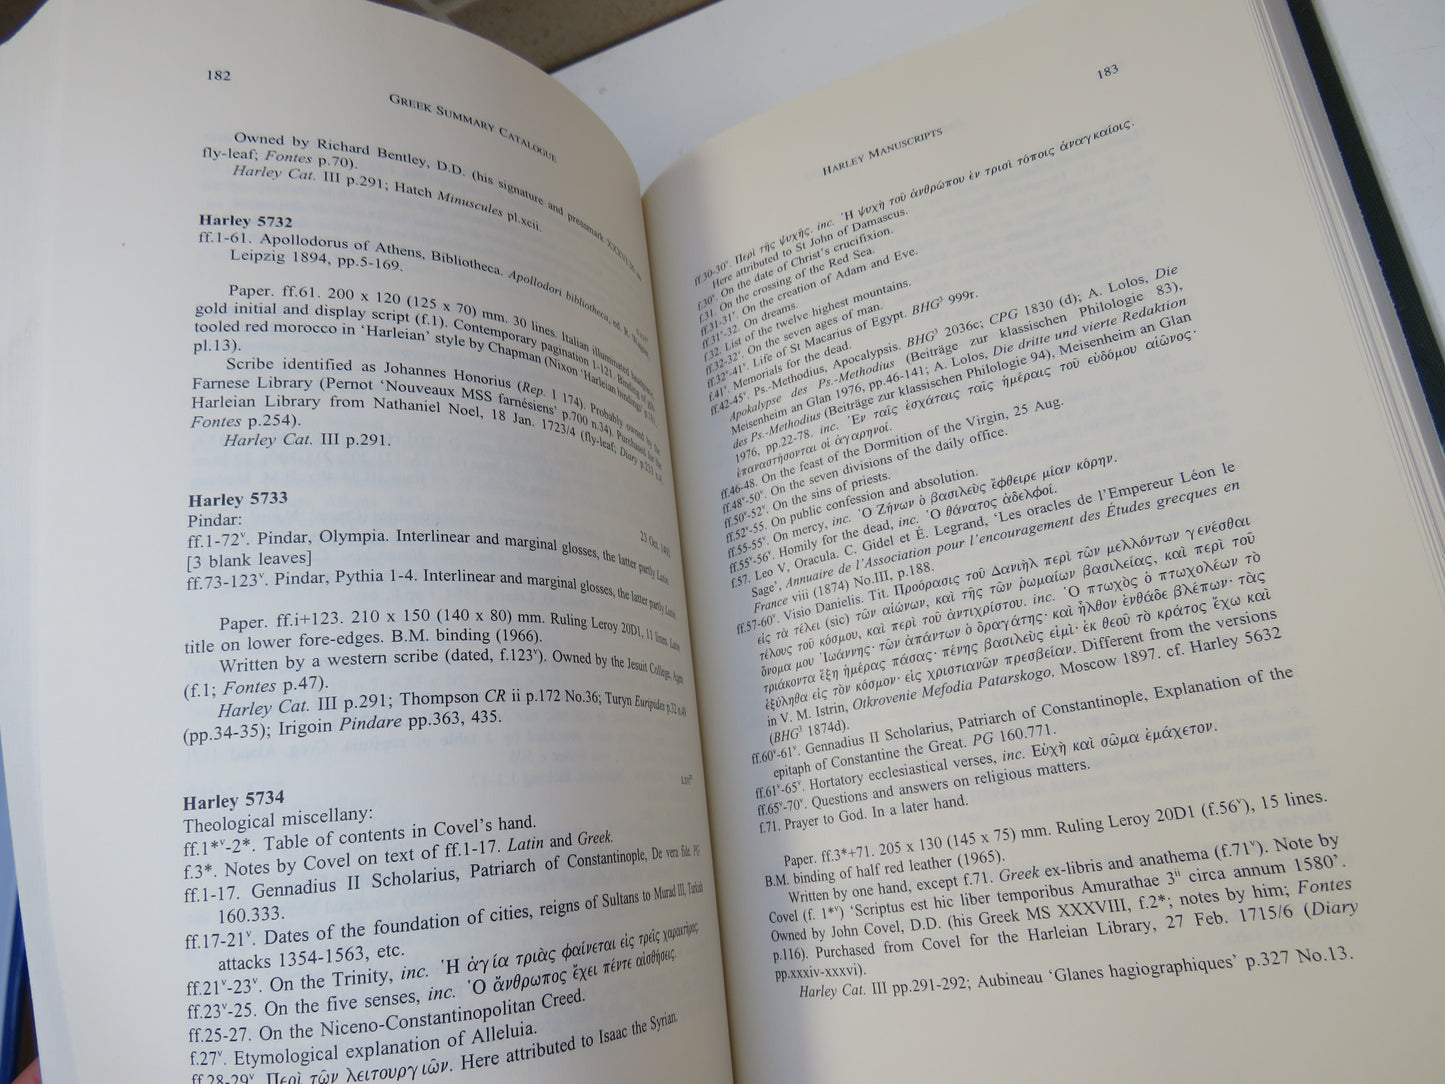 182
GREEK SUMMARY CATALOGUE
Owned by Richard Bentley, D.D. (his signature and pressmark XXXVI.
fly-leaf; Fontes p.70).
Harley Cat. III p.291; Hatch Minuscules pl.xcii.
Harley 5732
ff.1-61. Apollodorus of Athens, Bibliotheca. Apollodori bibliotheca, ed. R. Wagner,
Leipzig 1894, pp.5-169.
Paper. ff.61. 200 x 120 (125 x 70) mm. 30 lines. Italian illuminated headpiece,
gold initial and display script (f.1). Contemporary pagination 1-121. Binding of gold
tooled red morocco in ‘Harleian’ style by Chapman (Nixon ‘Harleian bindings’ p.
pl.13).
Scribe identified as Johannes Honorius (Rep. 1 174). Probably owned by the
Farnese Library (Pernot ‘Nouveaux MSS farnésiens’ p.700 n.34). Purchased for the
Harleian Library from Nathaniel Noel, 18 Jan. 1723/4 (fly-leaf; Diary p.
Fontes p.254).
Harley Cat. III p.291.
Harley 5733
Pindar:
23 Oct.
ff.1-72ᵛ. Pindar, Olympia. Interlinear and marginal glosses, the latter partly Latin.
[3 blank leaves]
ff.73-123ᵛ. Pindar, Pythia 1-4. Interlinear and marginal glosses, the latter partly Latin.
Paper. ff.i+123. 210 x 150 (140 x 80) mm. Ruling Leroy 20D1, 11 lines. Latin
title on lower fore-edges. B.M. binding (1966).
Written by a western scribe (dated, f.123ᵛ). Owned by the Jesuit College, Agen
(f.1; Fontes p.47).
Harley Cat. III p.291; Thompson CR ii p.172 No.36; Turyn Euripides p.32 n.49
(pp.34-35); Irigoin Pindare pp.363, 435.
Harley 5734
Theological miscellany:
ff.1*ᵛ-2*. Table of contents in Covel’s hand.
f.3*. Notes by Covel on text of ff.1-17. Latin and Greek.
ff.1-17. Gennadius II Scholarius, Patriarch of Constantinople, De vera fide. PG
160.333.
ff.17-21ᵛ. Dates of the foundation of cities, reigns of Sultans to Murad III, Turkish
attacks 1354-1563, etc.
ff.21ᵛ-23ᵛ. On the Trinity, inc. Ἡ ἁγία τριὰς φαίνεται εἰς τρεῖς χαρακτήρας.
ff.23ᵛ-25. On the five senses, inc. Ὁ ἄνθρωπος ἔχει πέντε αἰσθήσεις.
ff.25-27. On the Niceno-Constantinopolitan Creed.
f.27ᵛ. Etymological explanation of Alleluia.
ff.28-29ᵛ. Περὶ τῶν λειτουργιῶν. Here attributed to Isaac the Syrian.
183
HARLEY MANUSCRIPTS
ff.30-30ᵛ. Περὶ τῆς ψυχῆς. inc. Ἡ ψυχὴ τοῦ ἀνθρώπου ἐν τρισὶ τόποις ἀναγκαίοις.
Here attributed to St John of Damascus.
f.30ᵛ. On the date of Christ’s crucifixion.
f.31. On the crossing of the Red Sea.
ff.31-31ᵛ. On the creation of Adam and Eve.
ff.31ᵛ-32. On dreams.
f.32. List of the twelve highest mountains.
ff.32-32ᵛ. On the seven ages of man.
ff.32ᵛ-41ᵛ. Life of St Macarius of Egypt. BHG³ 999r.
f.41ᵛ. Memorials for the dead.
ff.42-45ᵛ. Ps.-Methodius, Apocalypsis. BHG³ 2036c; CPG 1830 (d); A. Lolos, Die
Apokalypse des Ps.-Methodius (Beiträge zur klassischen Philologie 83),
Meisenheim an Glan 1976, pp.46-141; A. Lolos, Die dritte und vierte Redaktion
des Ps.-Methodius (Beiträge zur klassischen Philologie 94), Meisenheim an Glan
1976, pp.22-78. inc. Ἐν ταῖς ἐσχάταις ταῖς ἡμέραις τοῦ εὐδόμου αἰῶνος·
ἐπαναστήσονται οἱ ἀγαρηνοί.
ff.46-48. On the feast of the Dormition of the Virgin, 25 Aug.
ff.48ᵛ-50ᵛ. On the seven divisions of the daily office.
ff.50ᵛ-52ᵛ. On the sins of priests.
ff.52ᵛ-55. On public confession and absolution.
ff.55-55ᵛ. On mercy, inc. Ὁ Ζήνων ὁ βασιλεὺς ἔφθειρε μίαν κόρην.
ff.55ᵛ-56ᵛ. Homily for the dead, inc. Ὁ θάνατος ἀδελφοί.
f.57. Leo V, Oracula. C. Gidel et É. Legrand, ‘Les oracles de l’Empereur Léon le
Sage’, Annuaire de l’Association pour l’encouragement des Études grecques en
France viii (1874) No.III, p.188.
ff.57-60ᵛ. Visio Danielis. Tit. Προόρασις τοῦ Δανιὴλ περὶ τῶν μελλόντων γενέσθαι
εἰς τὰ τέλει (sic) τῶν αἰώνων, καὶ τῆς τῶν ῥωμαίων βασιλείας, καὶ περὶ τοῦ
τέλους τοῦ κόσμου, καὶ περὶ τοῦ ἀντιχρίστου. inc. Ὁ πτωχὸς ὁ πτωχολέων τὸ
ὄνομα μου Ἰωάννης· τῶν ἁπάντων ὁ δραγάτης· καὶ ἦλθον ἐνθάδε βλέπων· τὰς
τριάκοντα ἕξη ἡμέρας πάσας· πένης βασιλεὺς εἰμὶ· ἐκ θεοῦ τὸ κράτος ἔχω καὶ
ἐξύληθα εἰς τὸν κόσμον· εἰς χριστιανῶν πρεσβείαν. Different from the versions
in V. M. Istrin, Otkrovenie Mefodia Patarskogo, Moscow 1897. cf. Harley 5632
(BHG³ 1874d).
ff.60ᵛ-61ᵛ. Gennadius II Scholarius, Patriarch of Constantinople, Explanation of the
epitaph of Constantine the Great. PG 160.771.
ff.61ᵛ-65ᵛ. Hortatory ecclesiastical verses, inc. Εὐχὴ καὶ σῶμα ἐμάχετον.
ff.65ᵛ-70ᵛ. Questions and answers on religious matters.
f.71. Prayer to God. In a later hand.
Paper. ff.3*+71. 205 x 130 (145 x 75) mm. Ruling Leroy 20D1 (f.56ᵛ), 15 lines.
B.M. binding of half red leather (1965).
Written by one hand, except f.71. Greek ex-libris and anathema (f.71ᵛ). Note by
Covel (f. 1*ᵛ) ‘Scriptus est hic liber temporibus Amurathae 3ⁱⁱ circa annum 1580’.
Owned by John Covel, D.D. (his Greek MS XXXVIII, f.2*; notes by him; Fontes
p.116). Purchased from Covel for the Harleian Library, 27 Feb. 1715/6 (Diary
pp.xxxiv-xxxvi).
Harley Cat. III pp.291-292; Aubineau ‘Glanes hagiographiques’ p.327 No.13.